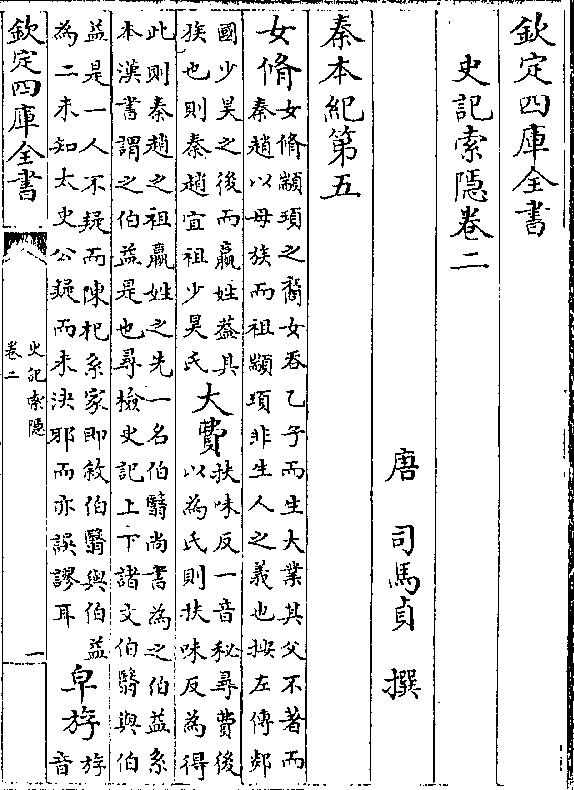 欽定四庫全書
史記索隱卷二
唐 司馬貞 撰
秦本紀第五
女脩
女脩顓頊之裔女吞乙子而生大業其父不著而
秦趙以母族而祖顓頊非生人之義也按左傳郯
國少昊之後而嬴姓葢其
族也則秦趙宜祖少昊氏
大費
扶味反一音秘尋費後
以為氏則扶味反為得
此則秦趙之祖嬴姓之先一名伯翳尚書為之伯益系
本漢書謂之伯益是也尋檢史記上下諸文伯翳與伯
益是一人不疑而陳杞系家即敘伯翳與伯益
為二未知太史公疑而未決耶而亦誤謬耳
皁斿
斿
音
欽定四庫全書
史記索隱
卷二
一